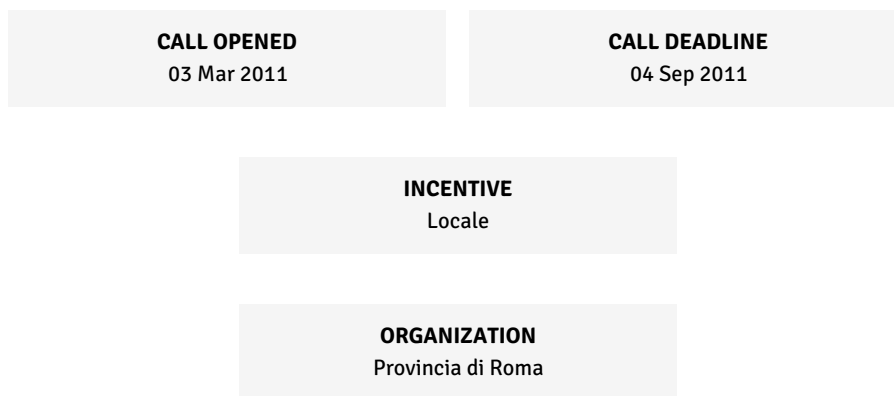 CALL OPENED
03 Mar 2011
CALL DEADLINE
04 Sep 2011
INCENTIVE
Locale
ORGANIZATION
Provincia di Roma